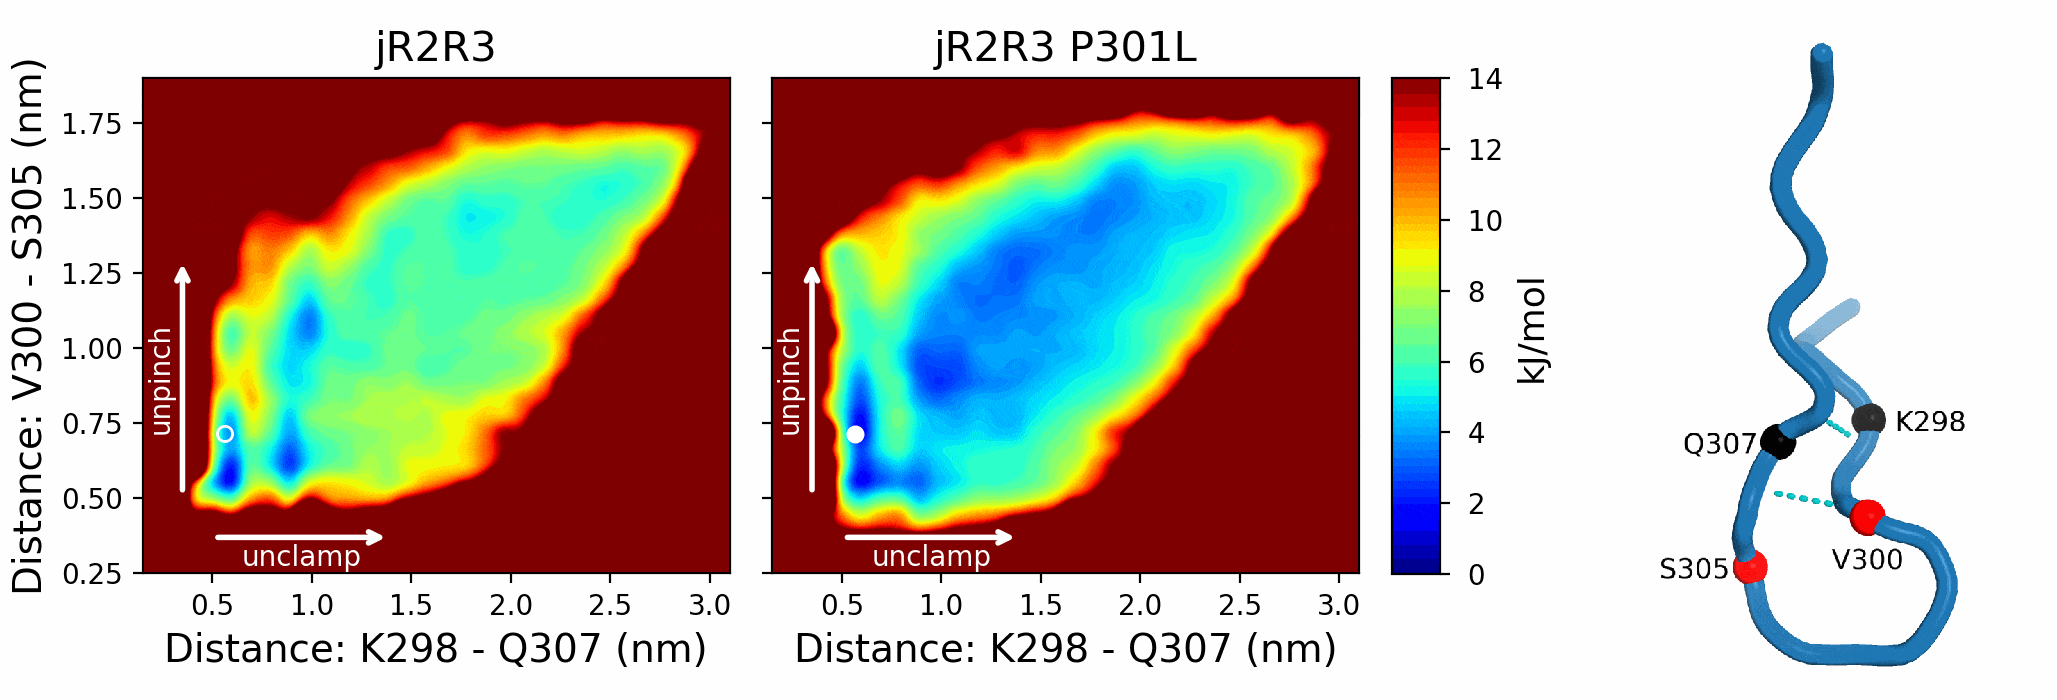 jR2R3
jR2R3 P301L
Distance: V300 - S305 (nm)
1.75
1.50
1.25
1.00
0.75
0.50
0.25
unpinch
unclamp
0.5 1.0 1.5 2.0 2.5 3.0
Distance: K298 - Q307 (nm)
unpinch
unclamp
0.5 1.0 1.5 2.0 2.5 3.0
Distance: K298 - Q307 (nm)
14
12
10
8
6
4
2
0
kJ/mol
K298
Q307
V300
S305